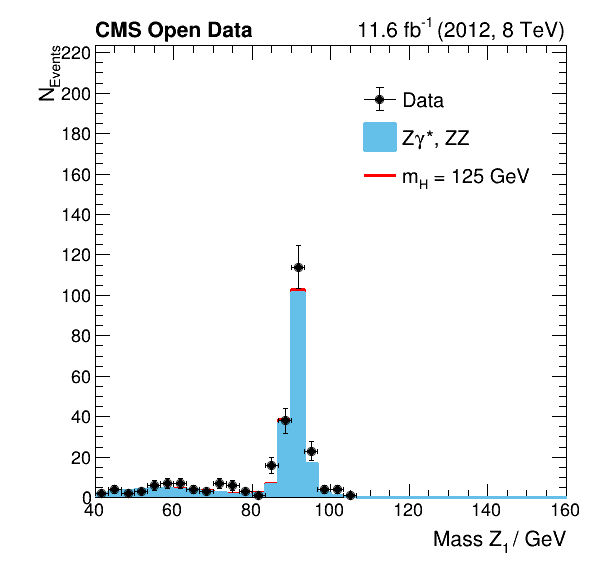 CMS Open Data 11.6 fb-1 (2012, 8 TeV)
NEvents
220
200
180
160
140
120
100
80
60
40
20
0
Data
Zγ*, ZZ
mH = 125 GeV
40 60 80 100 120 140 160
Mass Z1 / GeV